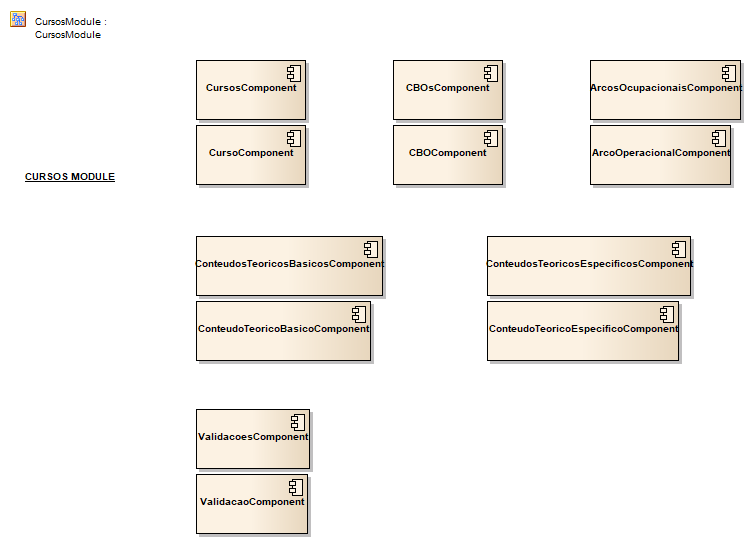 CursosModule :
CursosModule
CursosComponent
CBOsComponent
ArcosOcupacionaisComponent
CursoComponent
CBOComponent
ArcoOperacionalComponent
CURSOS MODULE
ConteudosTeoricosBasicosComponent
ConteudosTeoricosEspecificosComponent
ConteudoTeoricoBasicoComponent
ConteudoTeoricoEspecificoComponent
ValidacoesComponent
ValidacaoComponent